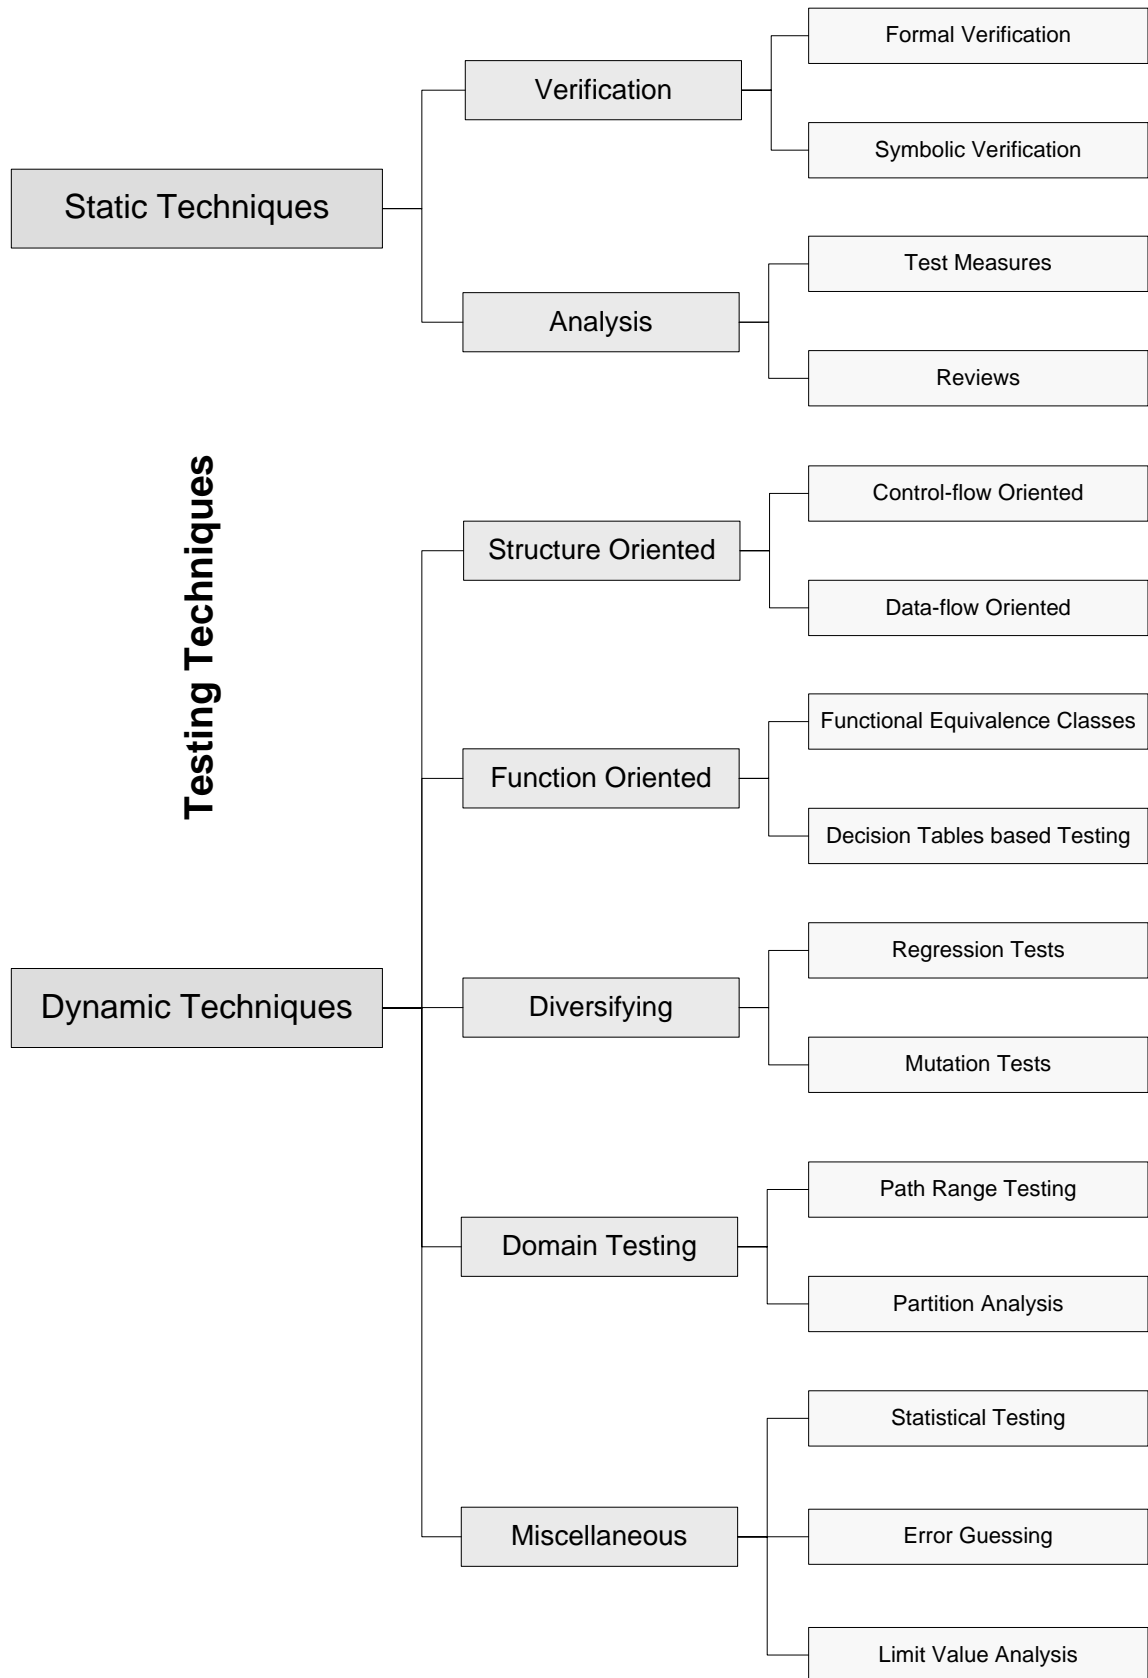 Testing Techniques
Static Techniques
Verification
Formal Verification
Symbolic Verification
Analysis
Test Measures
Reviews
Dynamic Techniques
Structure Oriented
Control-flow Oriented
Data-flow Oriented
Function Oriented
Functional Equivalence Classes
Decision Tables based Testing
Diversifying
Regression Tests
Mutation Tests
Domain Testing
Path Range Testing
Partition Analysis
Miscellaneous
Statistical Testing
Error Guessing
Limit Value Analysis